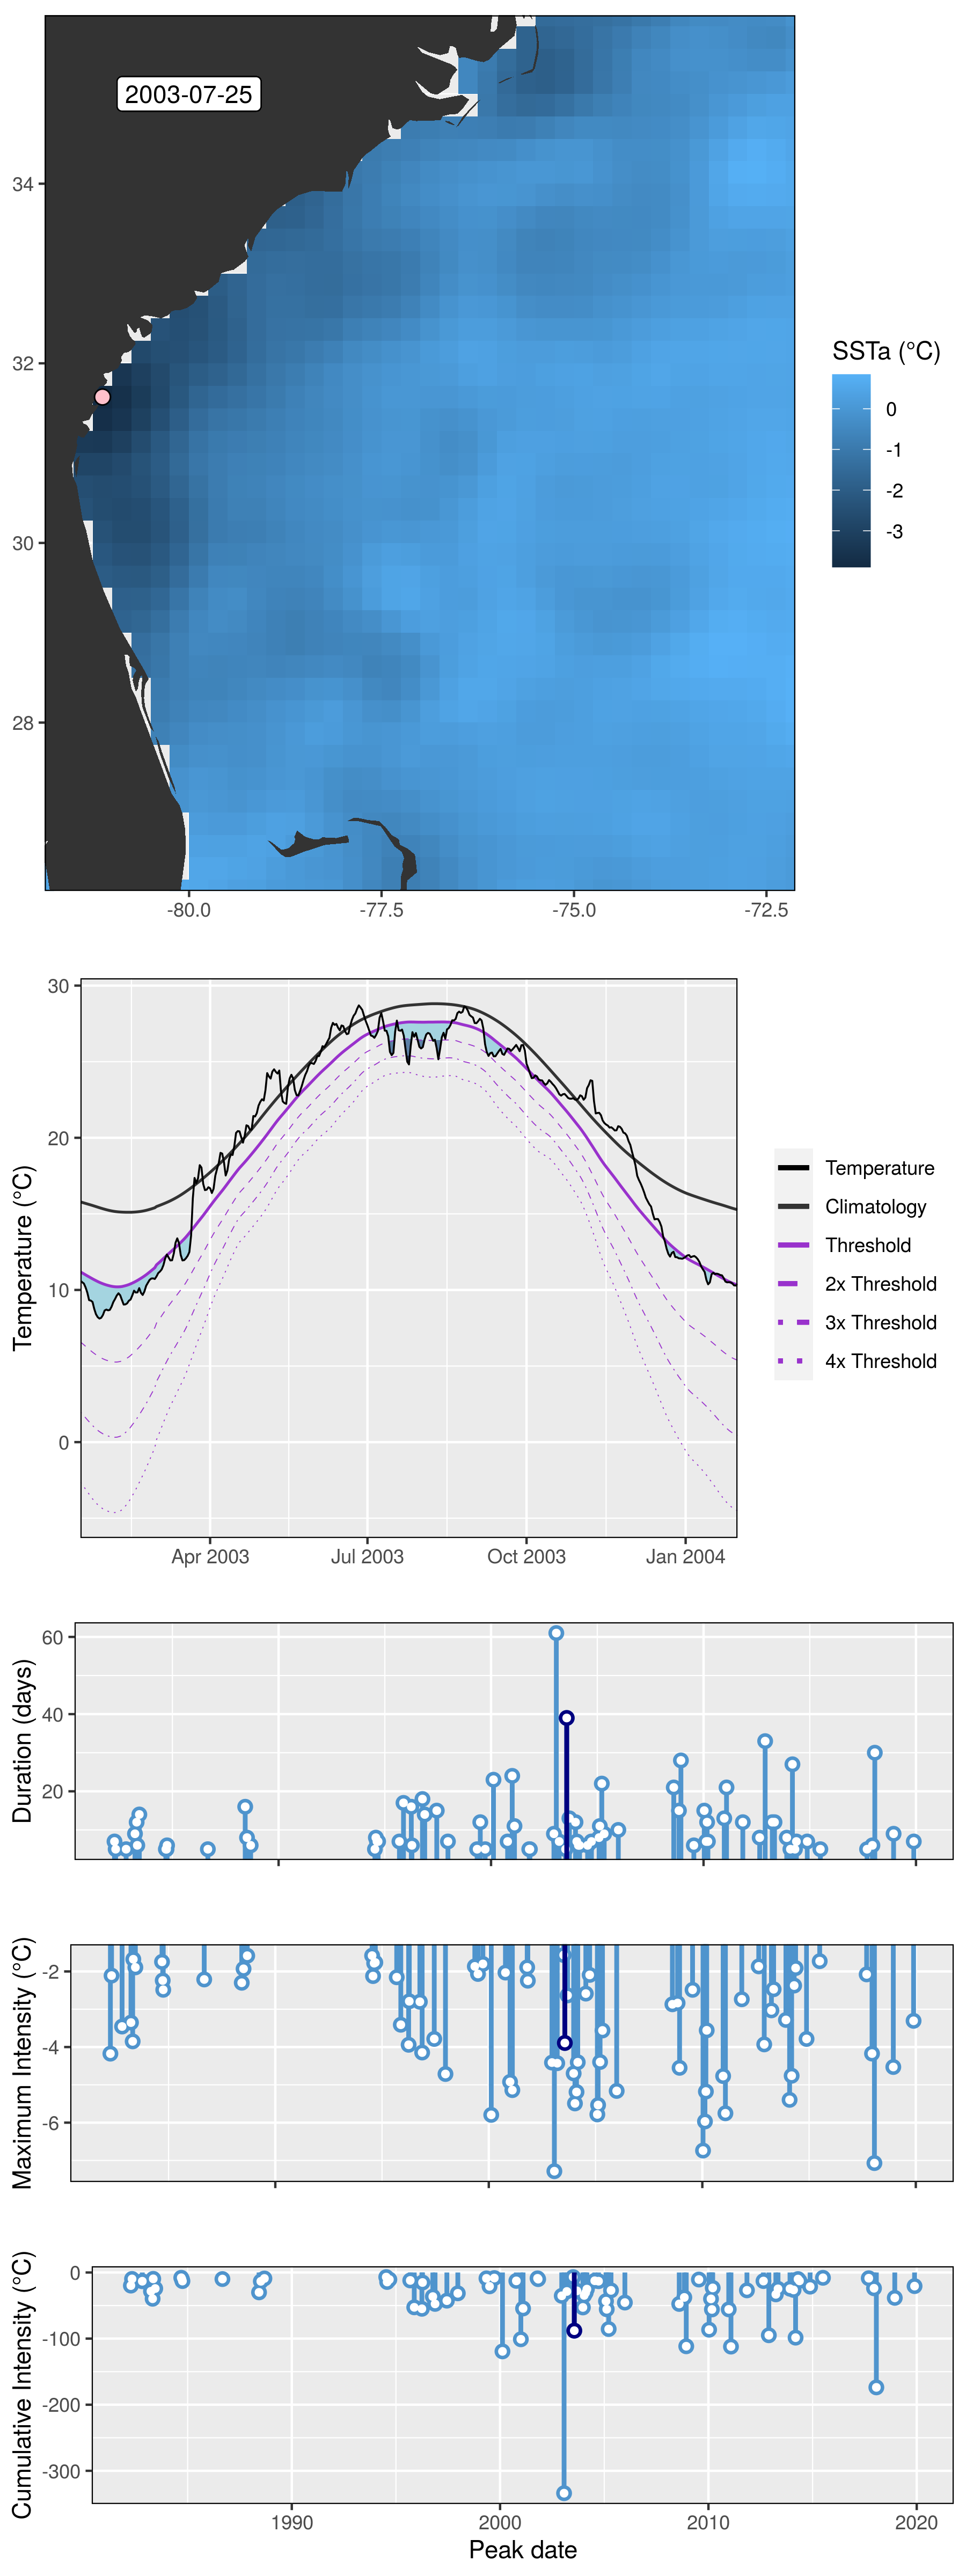 2003-07-25
34
32
30
28
-80.0
-77.5
-75.0
-72.5
SSTa (°C)
0
-1
-2
-3
30
20
10
0
Temperature (°C)
Apr 2003
Jul 2003
Oct 2003
Jan 2004
Temperature
Climatology
Threshold
2x Threshold
3x Threshold
4x Threshold
60
40
20
Duration (days)
-2
-4
-6
Maximum Intensity (°C)
0
-100
-200
-300
Cumulative Intensity (°C)
1990
2000
2010
2020
Peak date